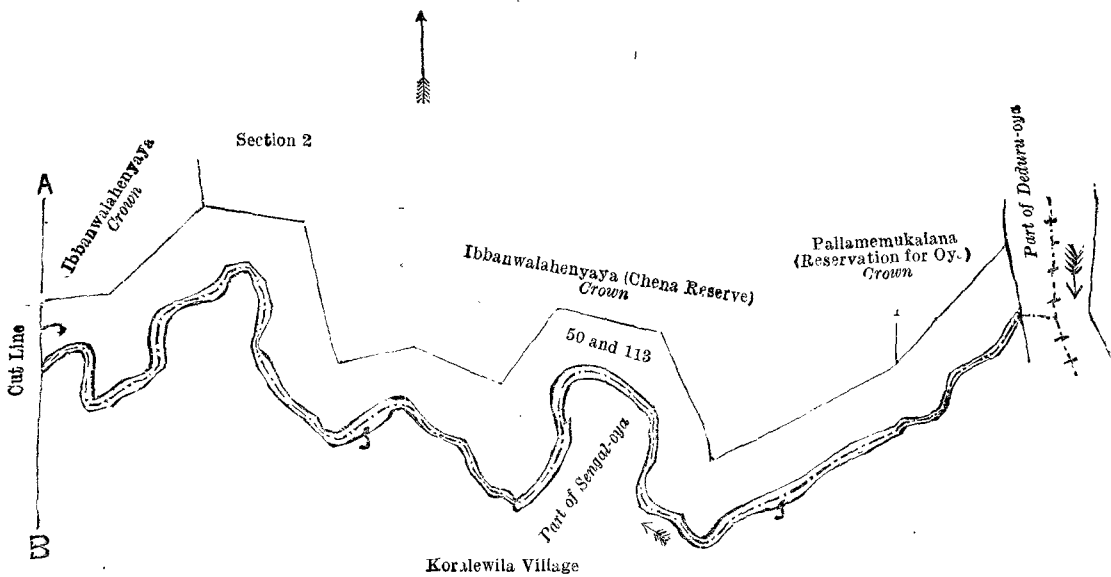 Section 2
A
Ibbanwalahenyaya
Crown
Part of Deduru-oya
Pallamemukalana
(Reservation for Oya)
Crown
Ibbanwalahenyaya (Chena Reserve)
Crown
50 and 113
Cut Line
Part of Sengal-oya
B
Koralewila Village